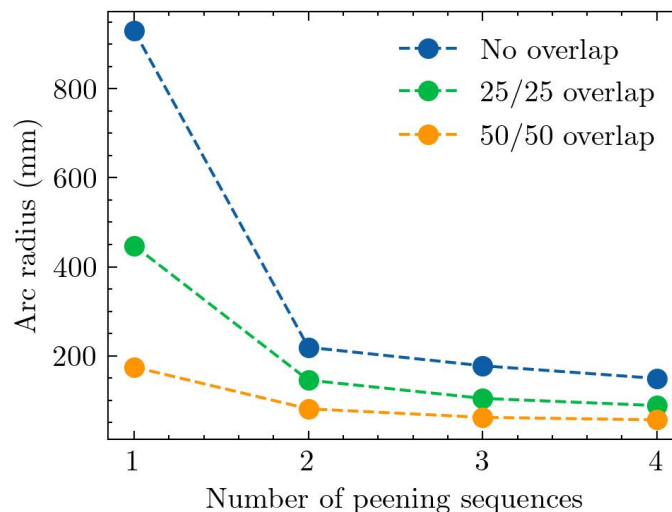 No overlap
25/25 overlap
50/50 overlap
Arc radius (mm)
800
600
400
200
1 2 3 4
Number of peening sequences